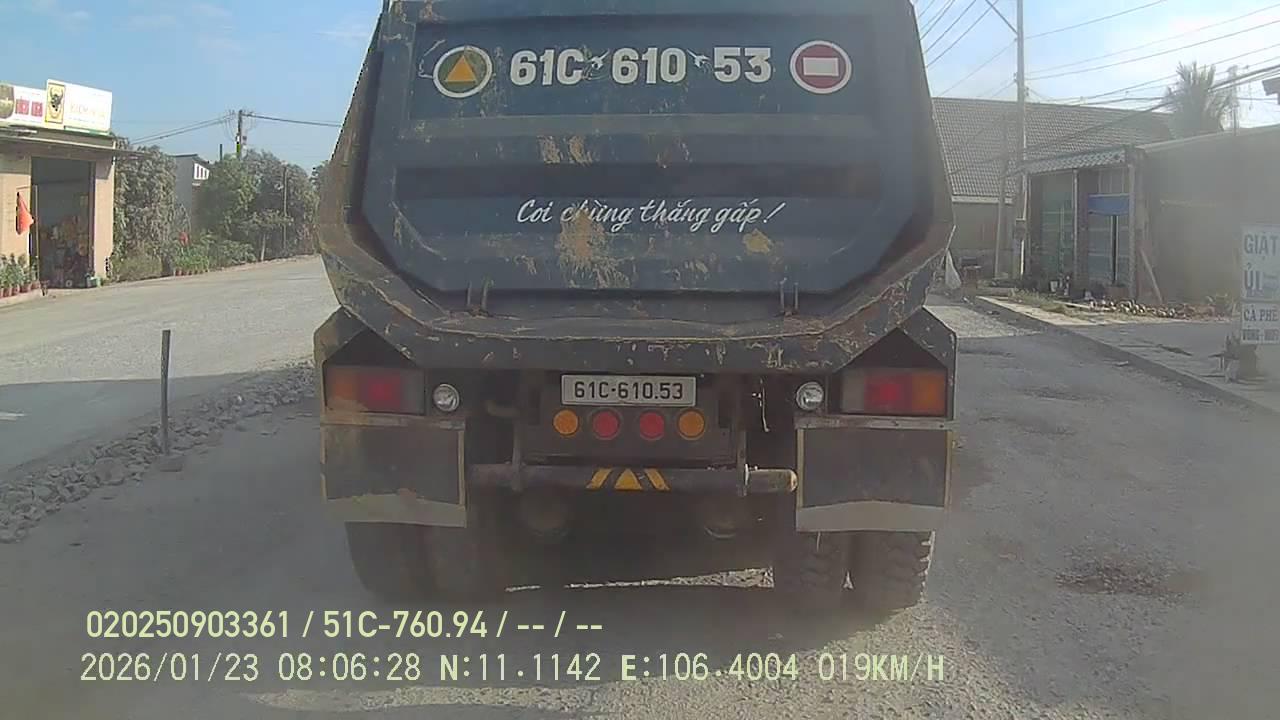 61C 610 53
Coi chừng thắng gấp!
61C-610.53
GIẶT
ỦI
CÀ PHÊ
020250903361 / 51C-760.94 / -- / --
2026/01/23 08:06:28 N:11.1142 E:106.4004 019KM/H